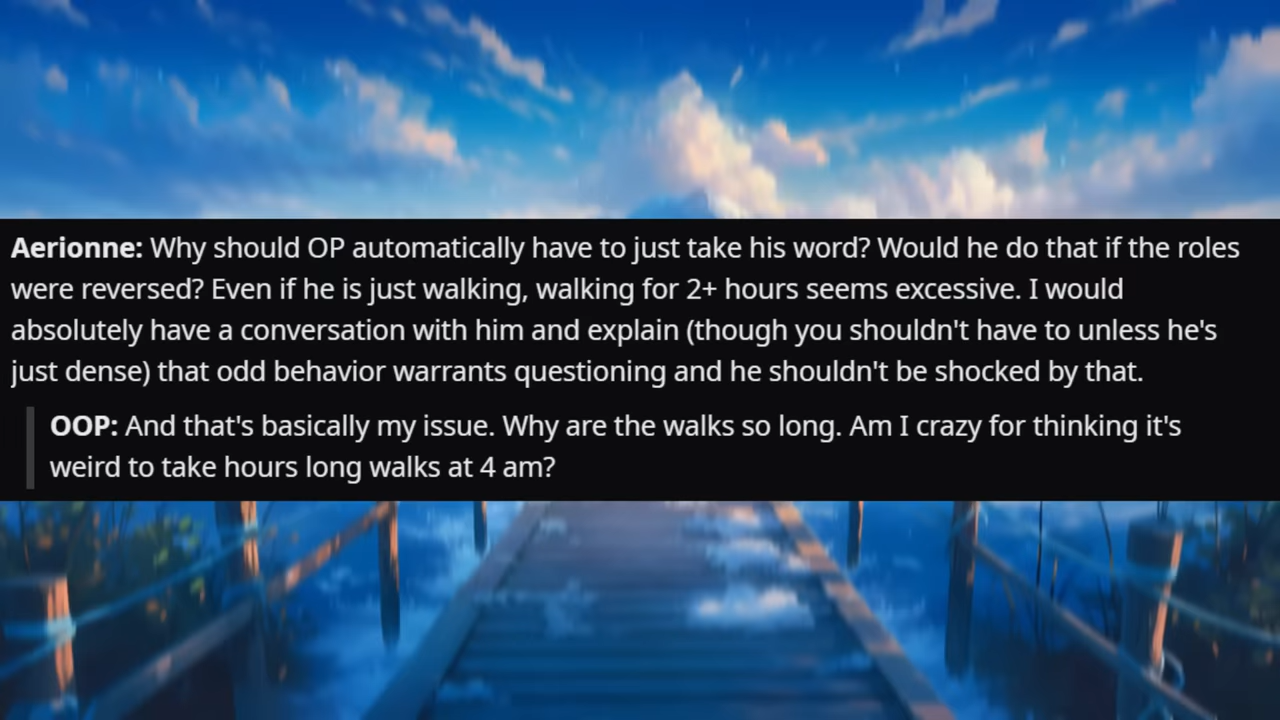 Aerionne: Why should OP automatically have to just take his word? Would he do that if the roles
were reversed? Even if he is just walking, walking for 2+ hours seems excessive. I would
absolutely have a conversation with him and explain (though you shouldn't have to unless he's
just dense) that odd behavior warrants questioning and he shouldn't be shocked by that.
OOP: And that's basically my issue. Why are the walks so long. Am I crazy for thinking it's
weird to take hours long walks at 4 am?